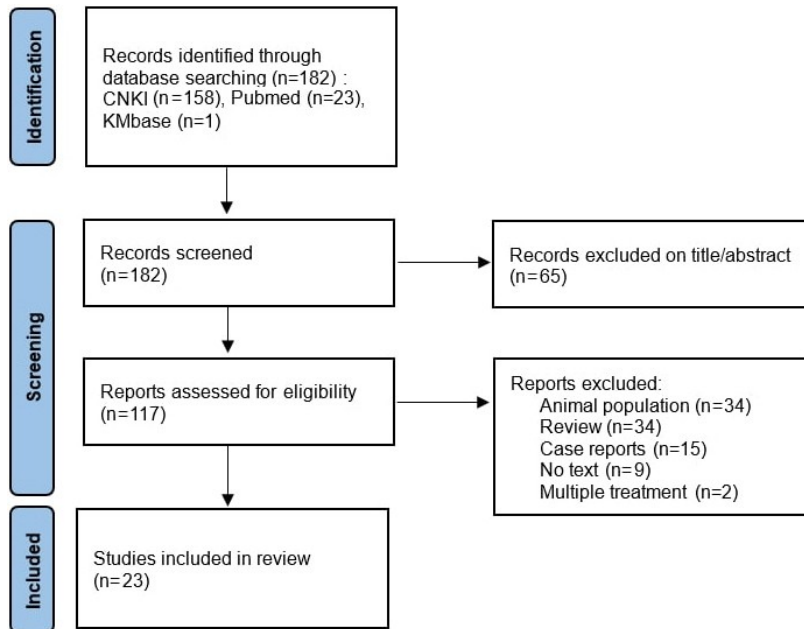 Identification
Records identified through
database searching (n=182) :
CNKI (n=158), Pubmed (n=23),
KMbase (n=1)
Screening
Records screened
(n=182)
Records excluded on title/abstract
(n=65)
Reports assessed for eligibility
(n=117)
Reports excluded:
Animal population (n=34)
Review (n=34)
Case reports (n=15)
No text (n=9)
Multiple treatment (n=2)
Included
Studies included in review
(n=23)